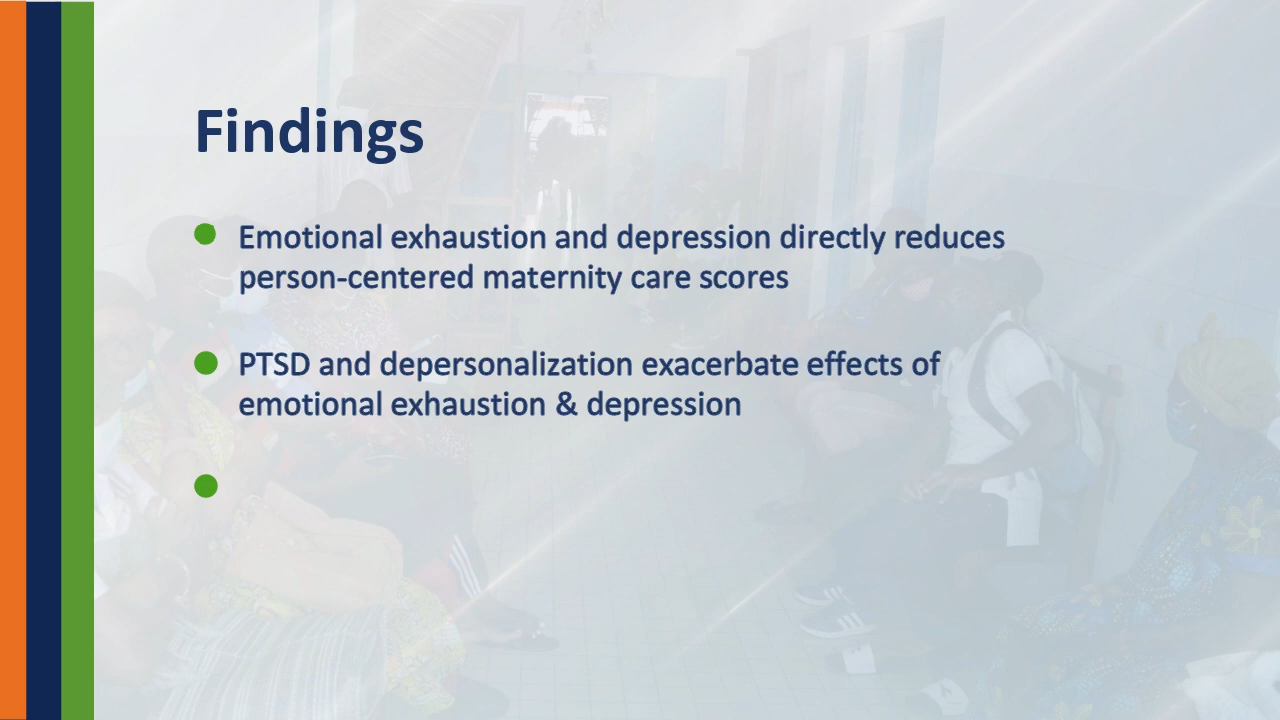 Findings
Emotional exhaustion and depression directly reduces
person-centered maternity care scores
PTSD and depersonalization exacerbate effects of
emotional exhaustion & depression